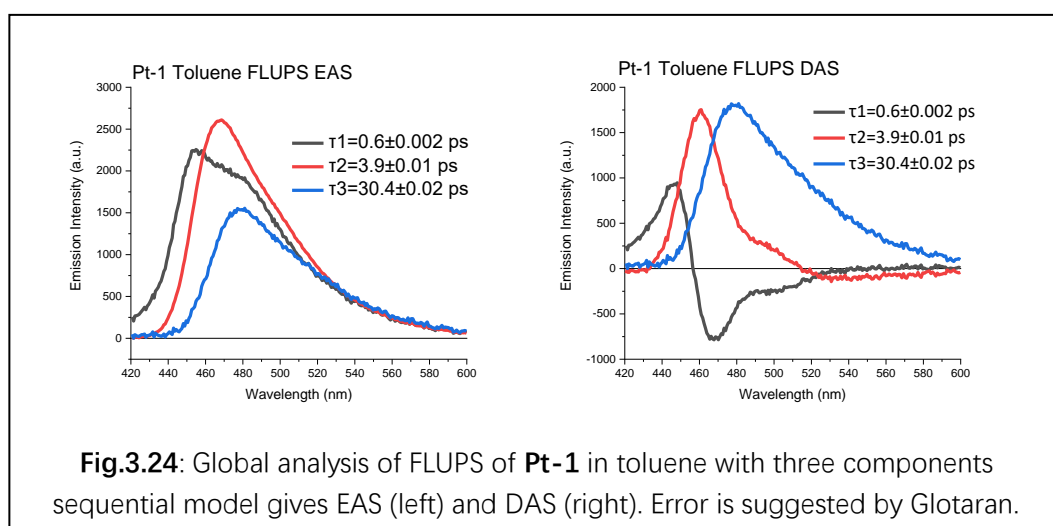 Pt-1 Toluene FLUPS EAS
Emission Intensity (a.u.)
3000
2500
2000
1500
1000
500
0
τ1=0.6±0.002 ps
τ2=3.9±0.01 ps
τ3=30.4±0.02 ps
420 440 460 480 500 520 540 560 580 600
Wavelength (nm)
Pt-1 Toluene FLUPS DAS
Emission Intensity (a.u.)
2000
1500
1000
500
0
-500
-1000
τ1=0.6±0.002 ps
τ2=3.9±0.01 ps
τ3=30.4±0.02 ps
420 440 460 480 500 520 540 560 580 600
Wavelength (nm)
Fig.3.24: Global analysis of FLUPS of Pt-1 in toluene with three components
sequential model gives EAS (left) and DAS (right). Error is suggested by Glotaran.